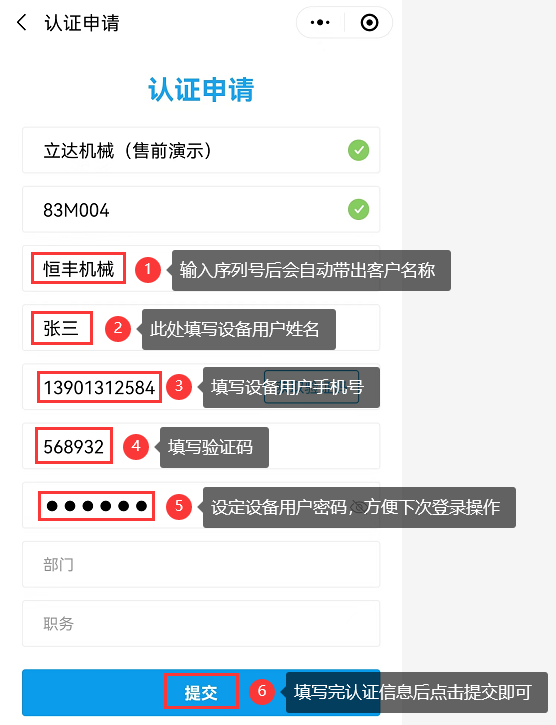 认证申请
认证申请
立达机械（售前演示）
83M004
恒丰机械 1 输入序列号后会自动带出客户名称
张三 2 此处填写设备用户姓名
13901312584 3 填写设备用户手机号
568932 4 填写验证码
●●●●●● 5 设定设备用户密码，方便下次登录操作
部门
职务
提交 6 填写完认证信息后点击提交即可